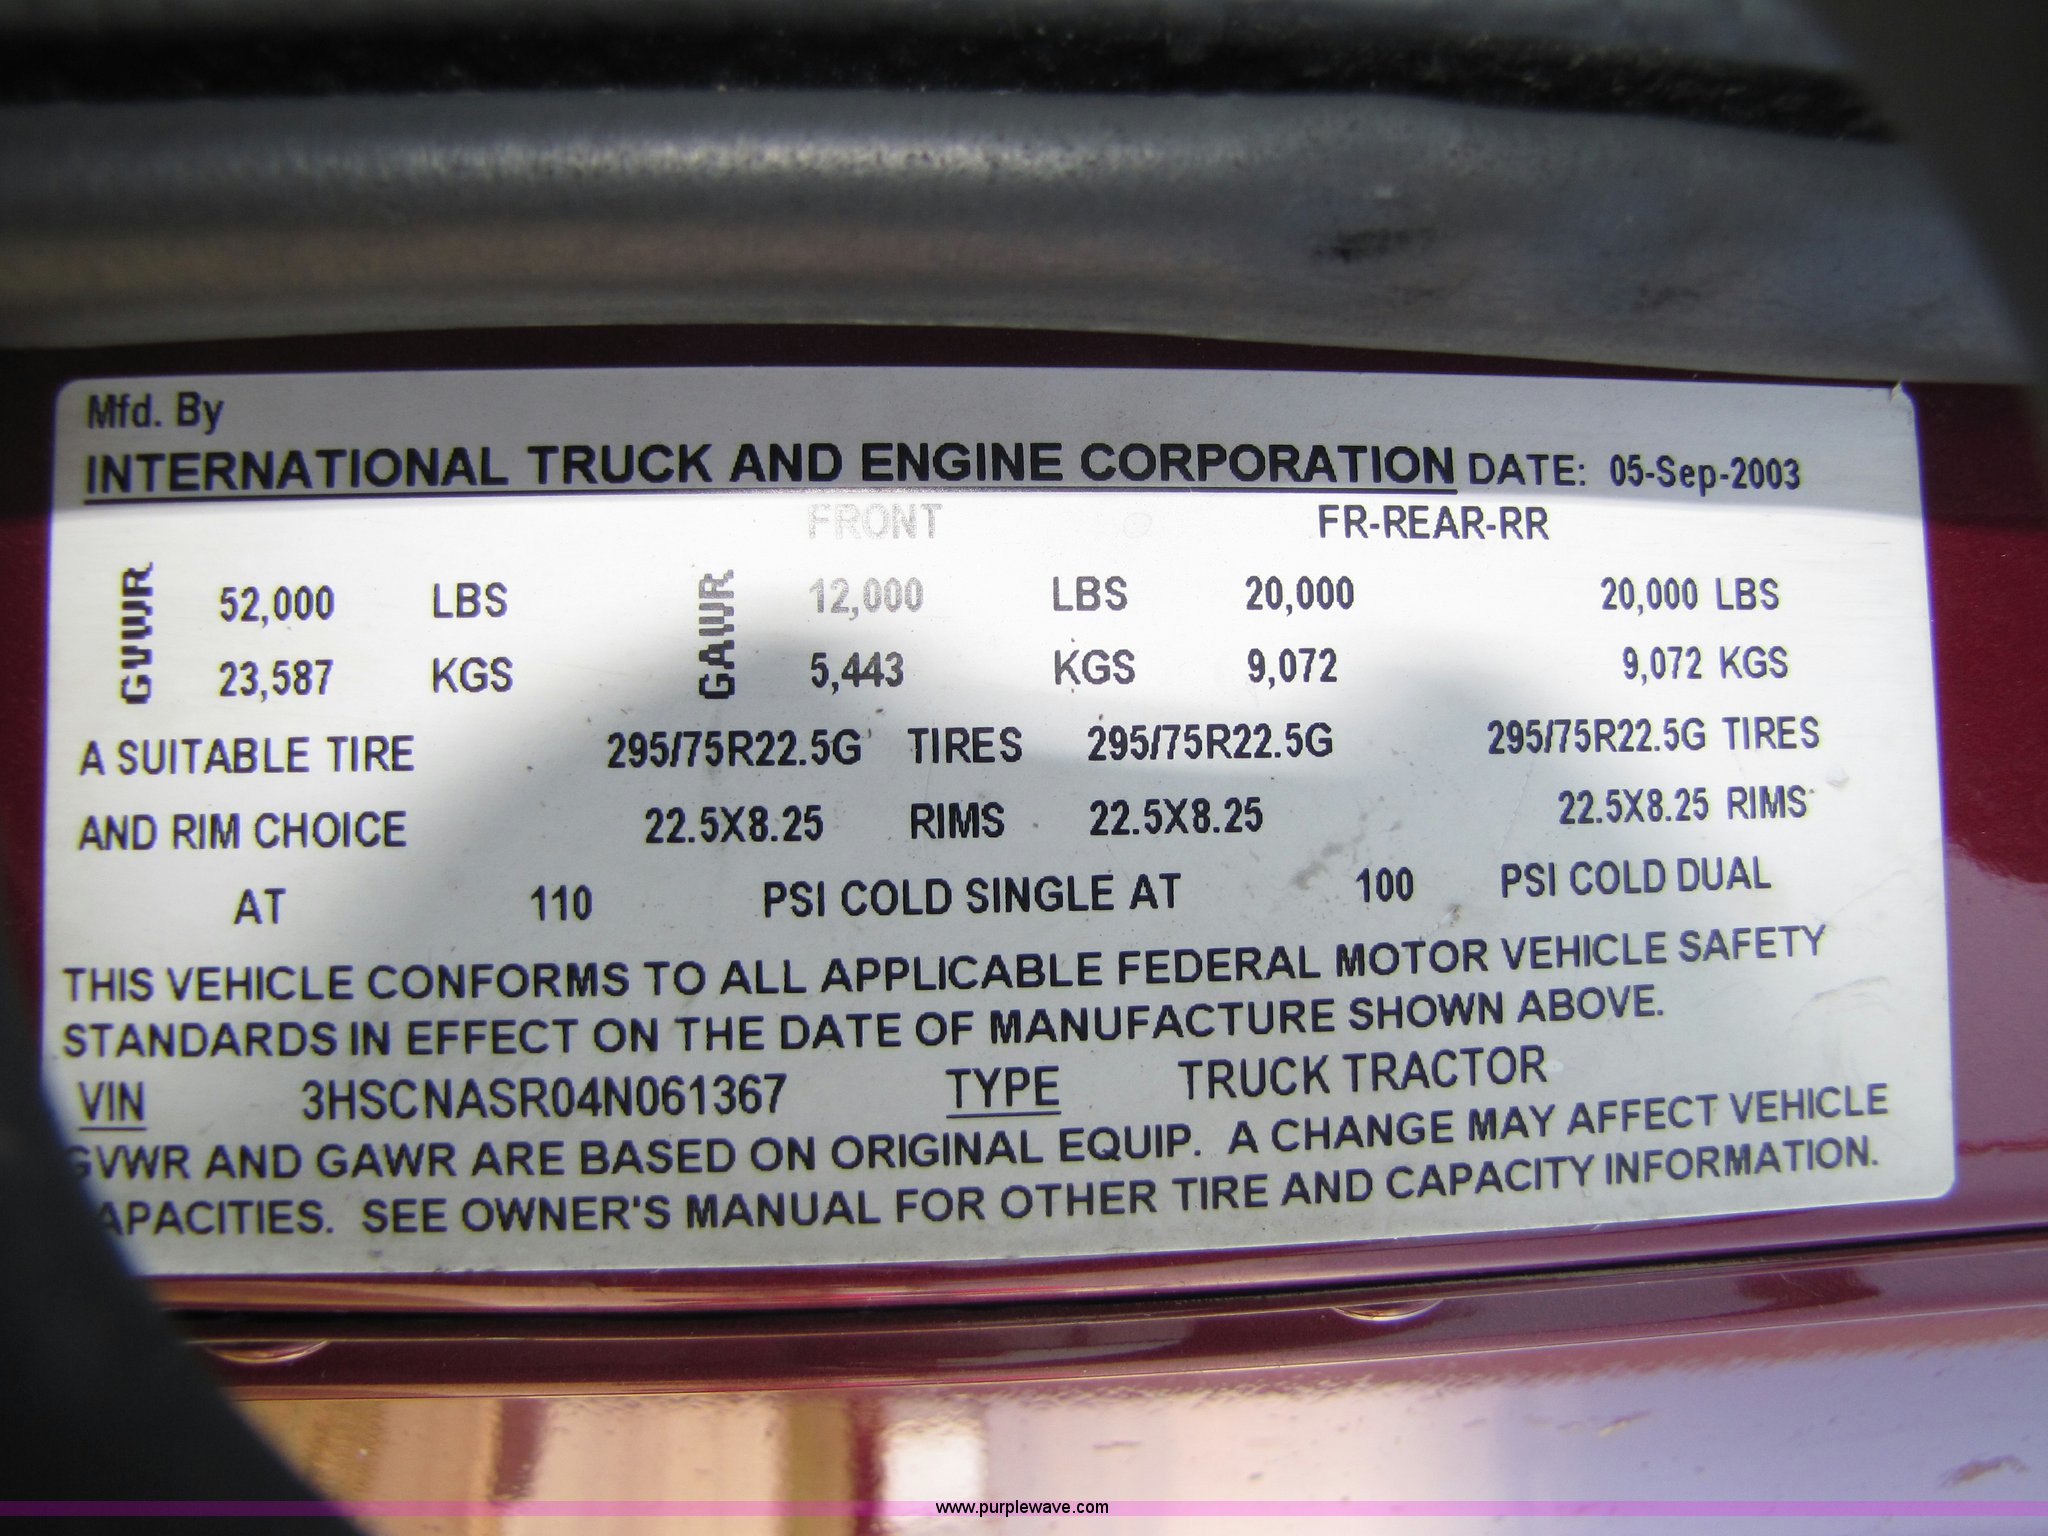 Mfd. By
INTERNATIONAL TRUCK AND ENGINE CORPORATION DATE: 05-Sep-2003
FRONT FR-REAR-RR
GVWR 52,000 LBS GAWR 12,000 LBS 20,000 20,000 LBS
23,587 KGS 5,443 KGS 9,072 9,072 KGS
A SUITABLE TIRE 295/75R22.5G TIRES 295/75R22.5G 295/75R22.5G TIRES
AND RIM CHOICE 22.5X8.25 RIMS 22.5X8.25 22.5X8.25 RIMS
AT 110 PSI COLD SINGLE AT 100 PSI COLD DUAL
THIS VEHICLE CONFORMS TO ALL APPLICABLE FEDERAL MOTOR VEHICLE SAFETY
STANDARDS IN EFFECT ON THE DATE OF MANUFACTURE SHOWN ABOVE.
VIN 3HSCNASR04N061367 TYPE TRUCK TRACTOR
GVWR AND GAWR ARE BASED ON ORIGINAL EQUIP. A CHANGE MAY AFFECT VEHICLE
APACITIES. SEE OWNER'S MANUAL FOR OTHER TIRE AND CAPACITY INFORMATION.
www.purplewave.com